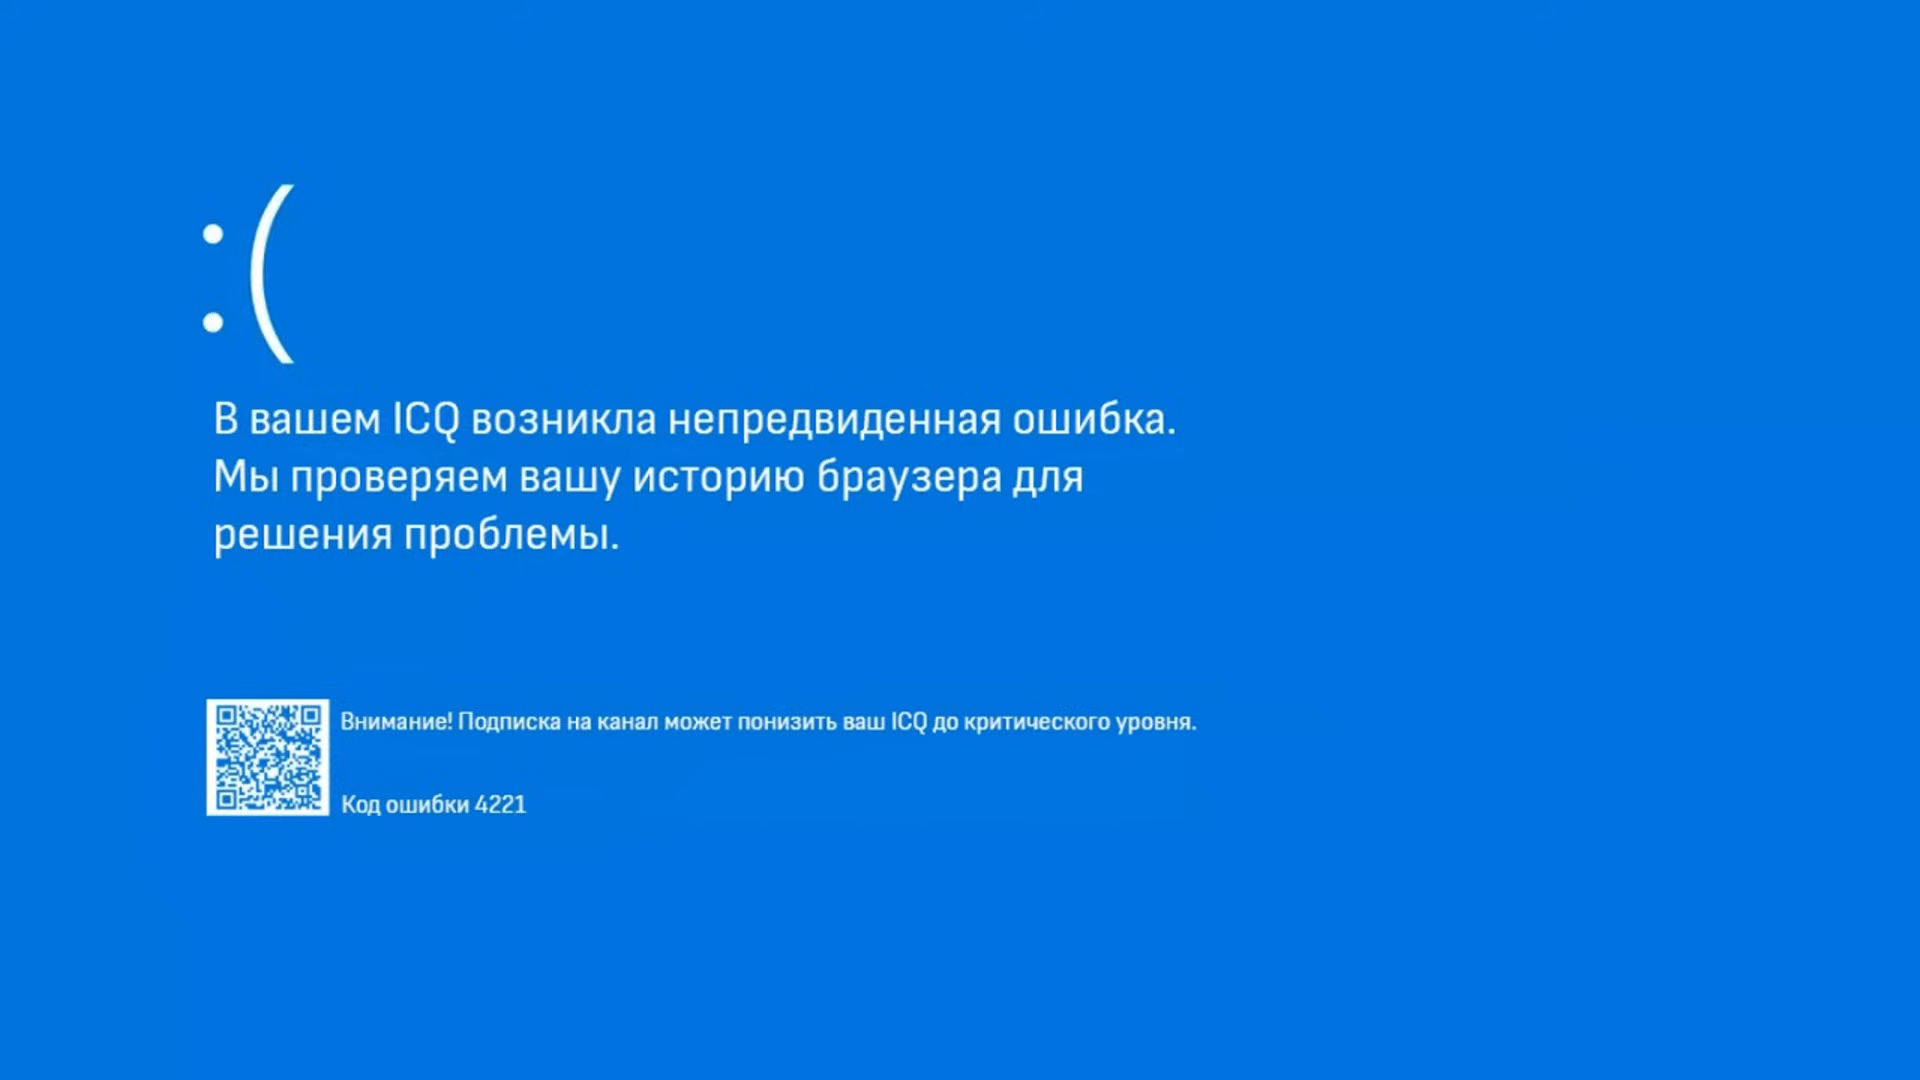 :(
В вашем ICQ возникла непредвиденная ошибка.
Мы проверяем вашу историю браузера для
решения проблемы.
Внимание! Подписка на канал может понизить ваш ICQ до критического уровня.
Код ошибки 4221